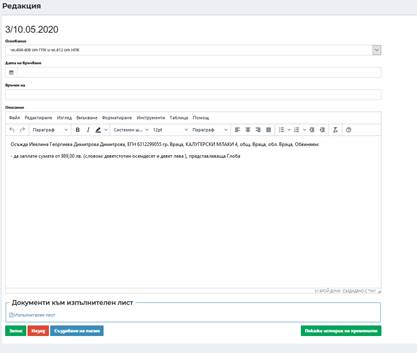 Редакция
3/10.05.2020
Основание
чл.404-409 от ГПК и чл.412 от НПК
Дата на връчване
Връчен на
Описание
Файл Редактиране Изглед Вмъкване Форматиране Инструменти Таблица Помощ
Параграф B I Системен ш... 12pt Параграф
Осъжда Ивелина Георгиева Димитрова Димитрова, ЕГН гр. Враца, КАЛУГЕРСКИ МЛАКИ 4, общ. Враца, обл. Враца, Обвиняем:
- да заплати сумата от 989,00 лв. (словом: деветстотин осемдесет и девет лева ), представляваща Глоба
Документи към изпълнителен лист
Изпълнителен лист
Запис Назад Създаване на писмо Покажи история на промените